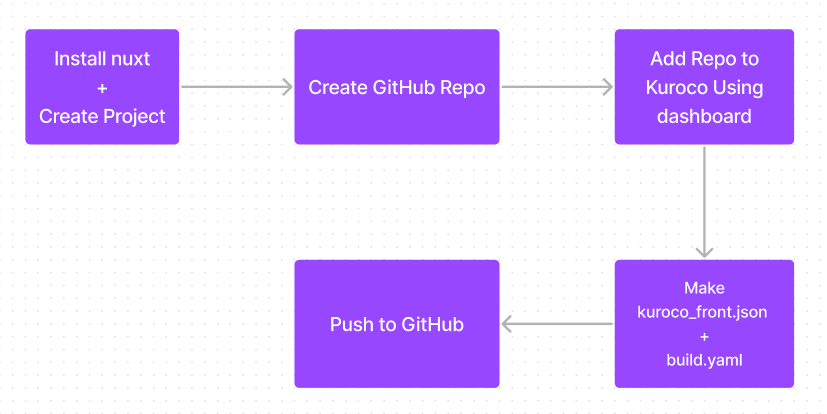 Install nuxt
+
Create Project
Create GitHub Repo
Add Repo to
Kuroco Using
dashboard
Make
kuroco_front.json
+
build.yaml
Push to GitHub